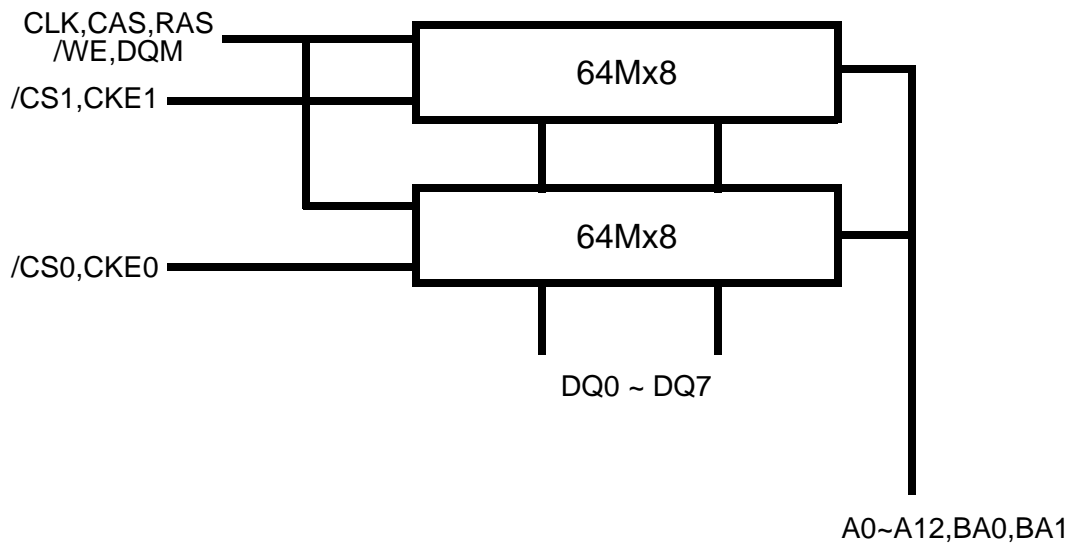 CLK,CAS,RAS
/WE,DQM
64Mx8
/CS1,CKE1
64Mx8
/CS0,CKE0
DQ0 ~ DQ7
A0~A12,BA0,BA1